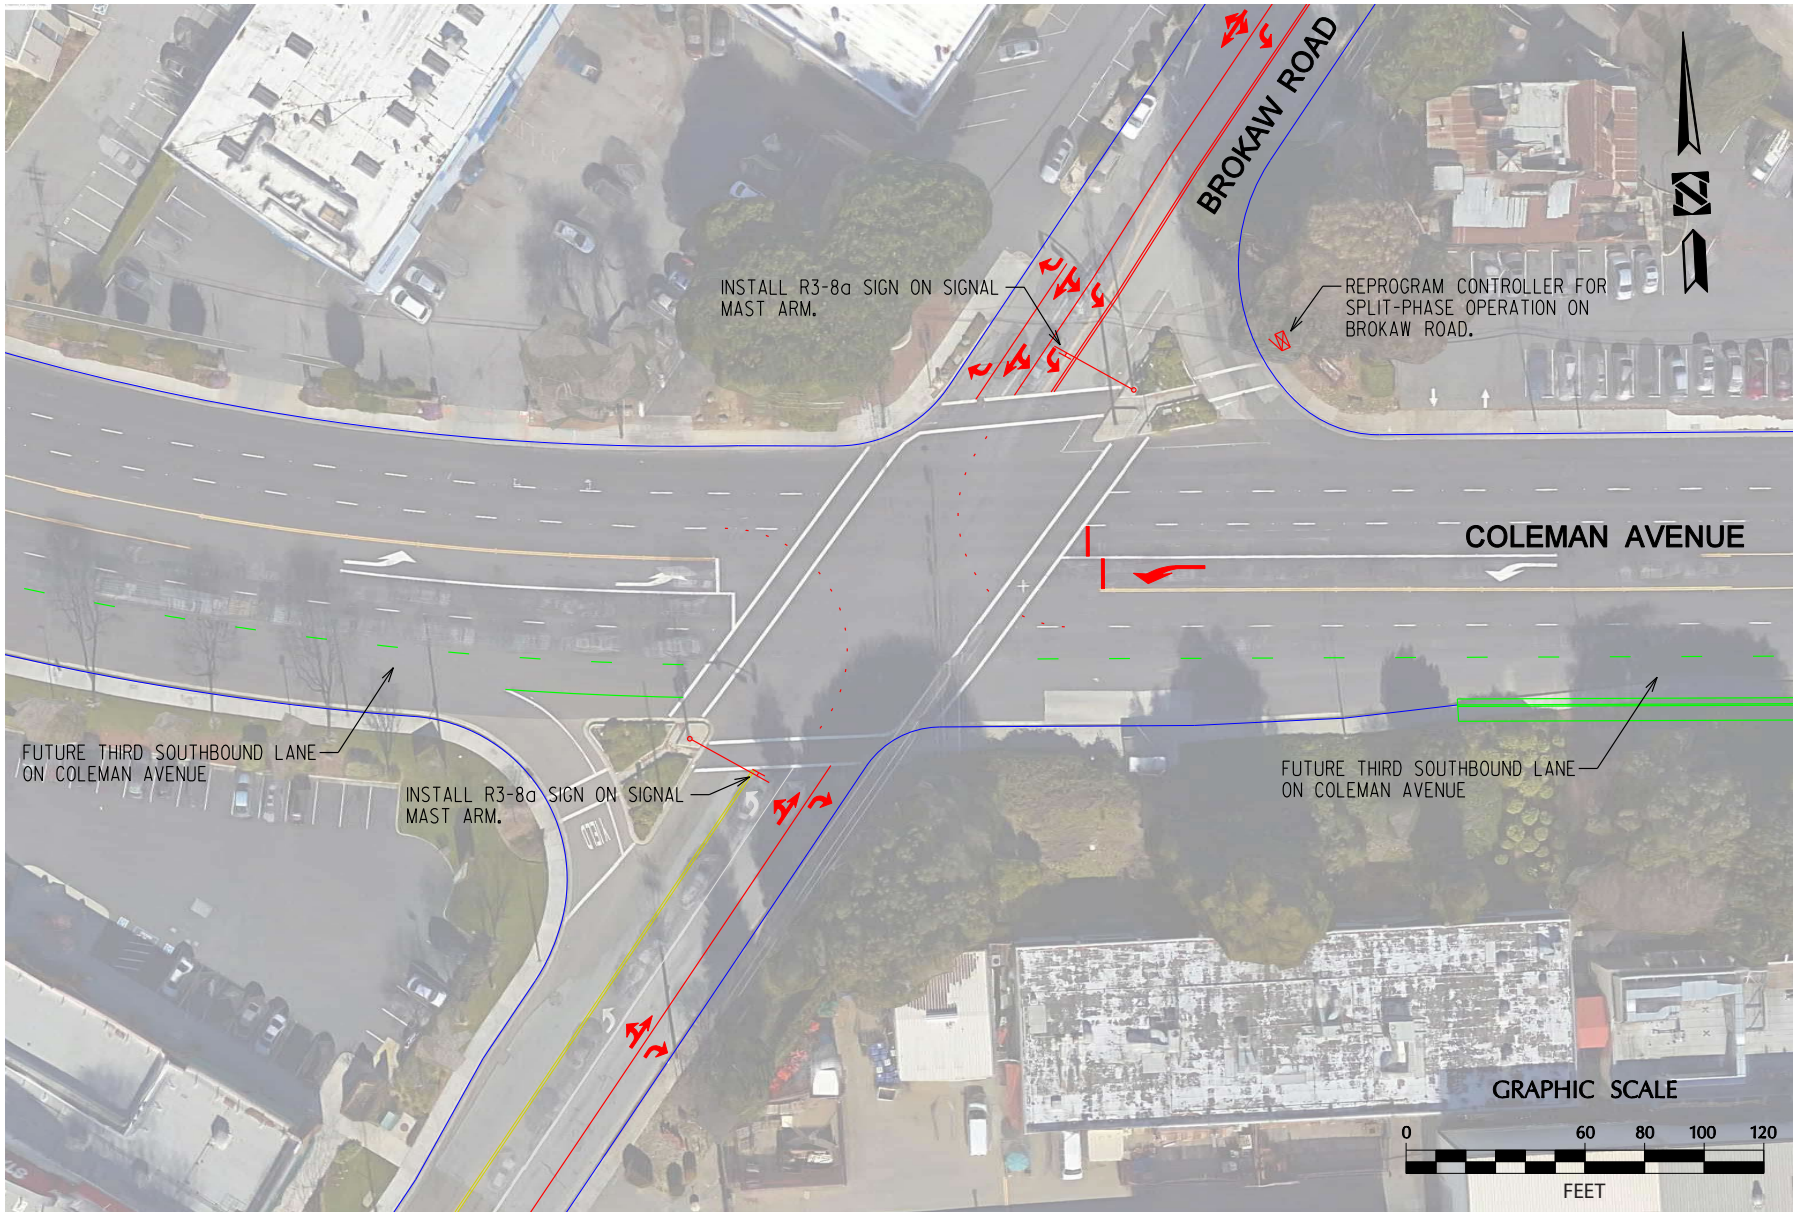 BROKAW ROAD
INSTALL R3-8a SIGN ON SIGNAL
MAST ARM.
REPROGRAM CONTROLLER FOR
SPLIT-PHASE OPERATION ON
BROKAW ROAD.
COLEMAN AVENUE
FUTURE THIRD SOUTHBOUND LANE
ON COLEMAN AVENUE
INSTALL R3-8a SIGN ON SIGNAL
MAST ARM.
YIELD
FUTURE THIRD SOUTHBOUND LANE
ON COLEMAN AVENUE
GRAPHIC SCALE
0 60 80 100 120
FEET